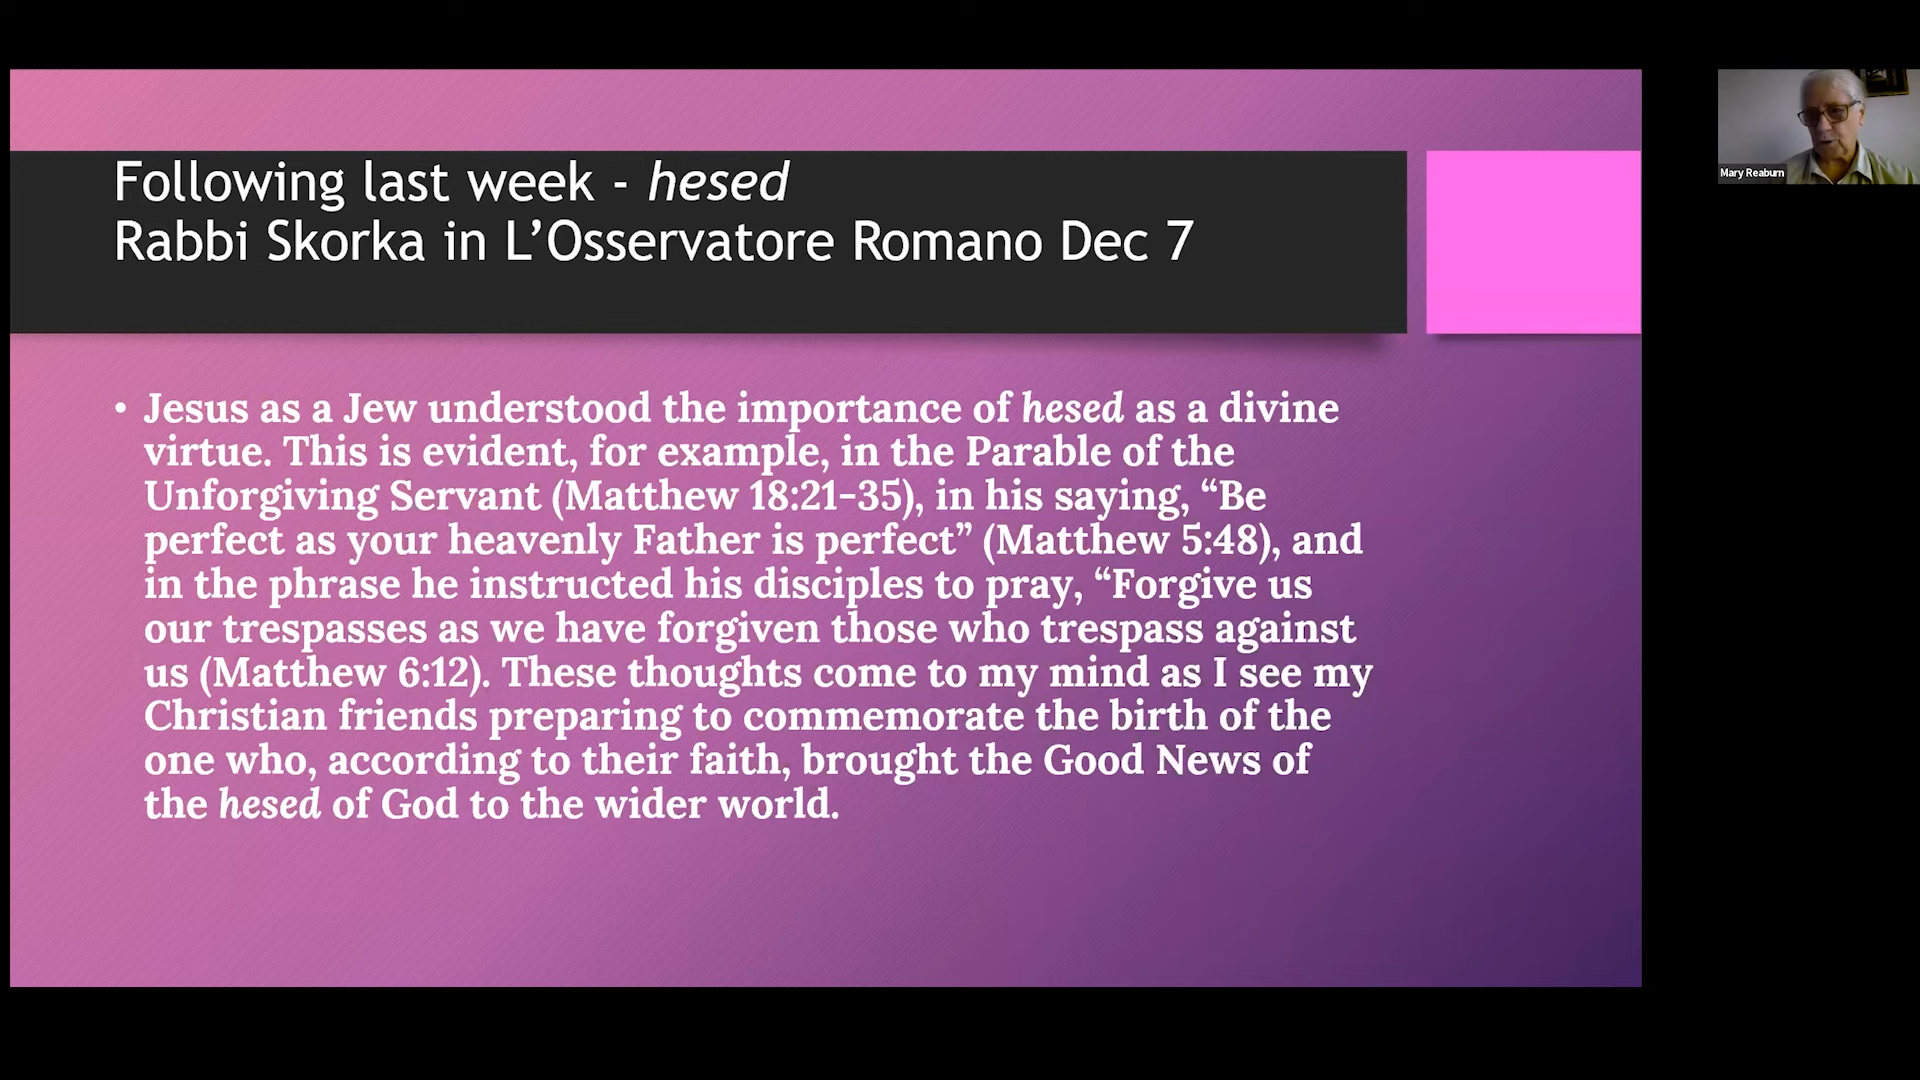 Following last week - hesed
Rabbi Skorka in L’Osservatore Romano Dec 7
• Jesus as a Jew understood the importance of hesed as a divine
virtue. This is evident, for example, in the Parable of the
Unforgiving Servant (Matthew 18:21-35), in his saying, “Be
perfect as your heavenly Father is perfect” (Matthew 5:48), and
in the phrase he instructed his disciples to pray, “Forgive us
our trespasses as we have forgiven those who trespass against
us (Matthew 6:12). These thoughts come to my mind as I see my
Christian friends preparing to commemorate the birth of the
one who, according to their faith, brought the Good News of
the hesed of God to the wider world.
Mary Reaburn